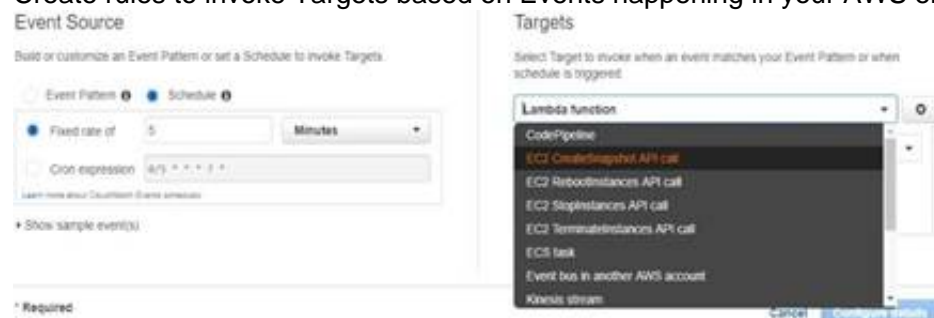 Create rules to invoke Targets based on Events happening in your AWS
Event Source
Build or customize an Event Pattern or set a Schedule to invoke Targets.
Event Pattern Schedule
Fixed rate of 5 Minutes
Cron expression 0/5 * * * ? *
Learn more about CloudWatch Events schedules.
Show sample event(s)
* Required
Targets
Select Target to invoke when an event matches your Event Pattern or when
schedule is triggered.
Lambda function
CodePipeline
EC2 CreateSnapshot API call
EC2 RebootInstances API call
EC2 StopInstances API call
EC2 TerminateInstances API call
ECS task
Event bus in another AWS account
Kinesis stream
Cancel Configure details